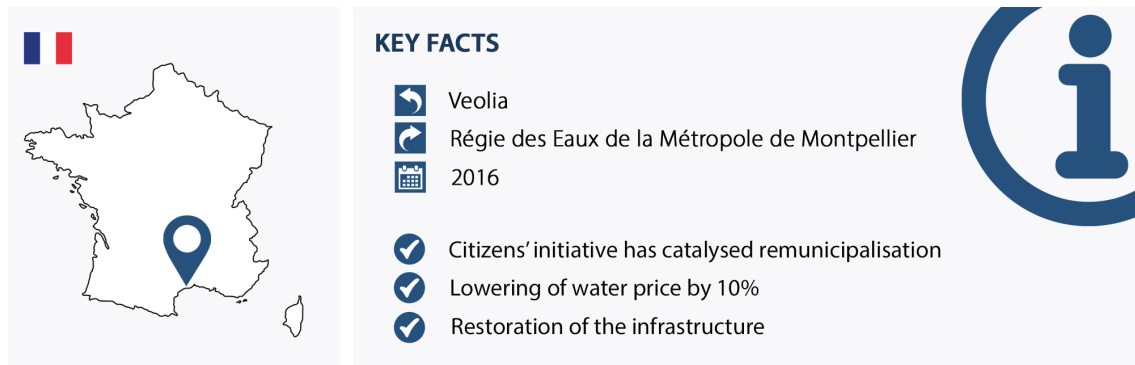 KEY FACTS
Veolia
Régie des Eaux de la Métropole de Montpellier
2016
Citizens’ initiative has catalysed remunicipalisation
Lowering of water price by 10%
Restoration of the infrastructure